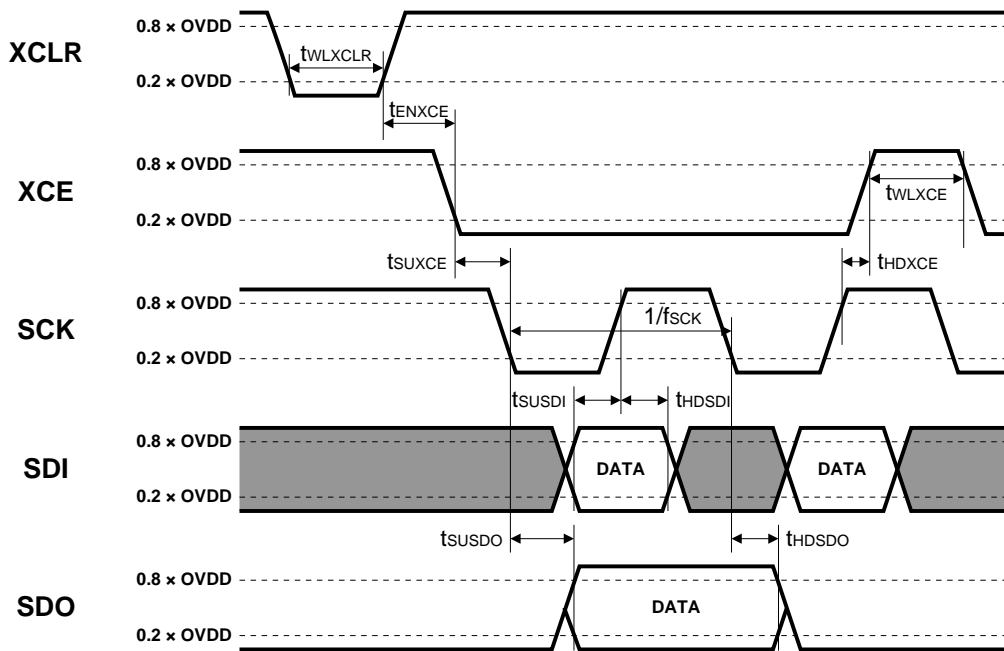 XCLR
0.8 × OVDD
0.2 × OVDD
tWLXCLR
tENXCE
XCE
0.8 × OVDD
0.2 × OVDD
tWLXCE
tSUXCE
tHDXCE
SCK
0.8 × OVDD
0.2 × OVDD
1/fSCK
tSUSDI
tHDSDI
SDI
0.8 × OVDD
0.2 × OVDD
DATA
DATA
tSUSDO
tHDSDO
SDO
0.8 × OVDD
0.2 × OVDD
DATA